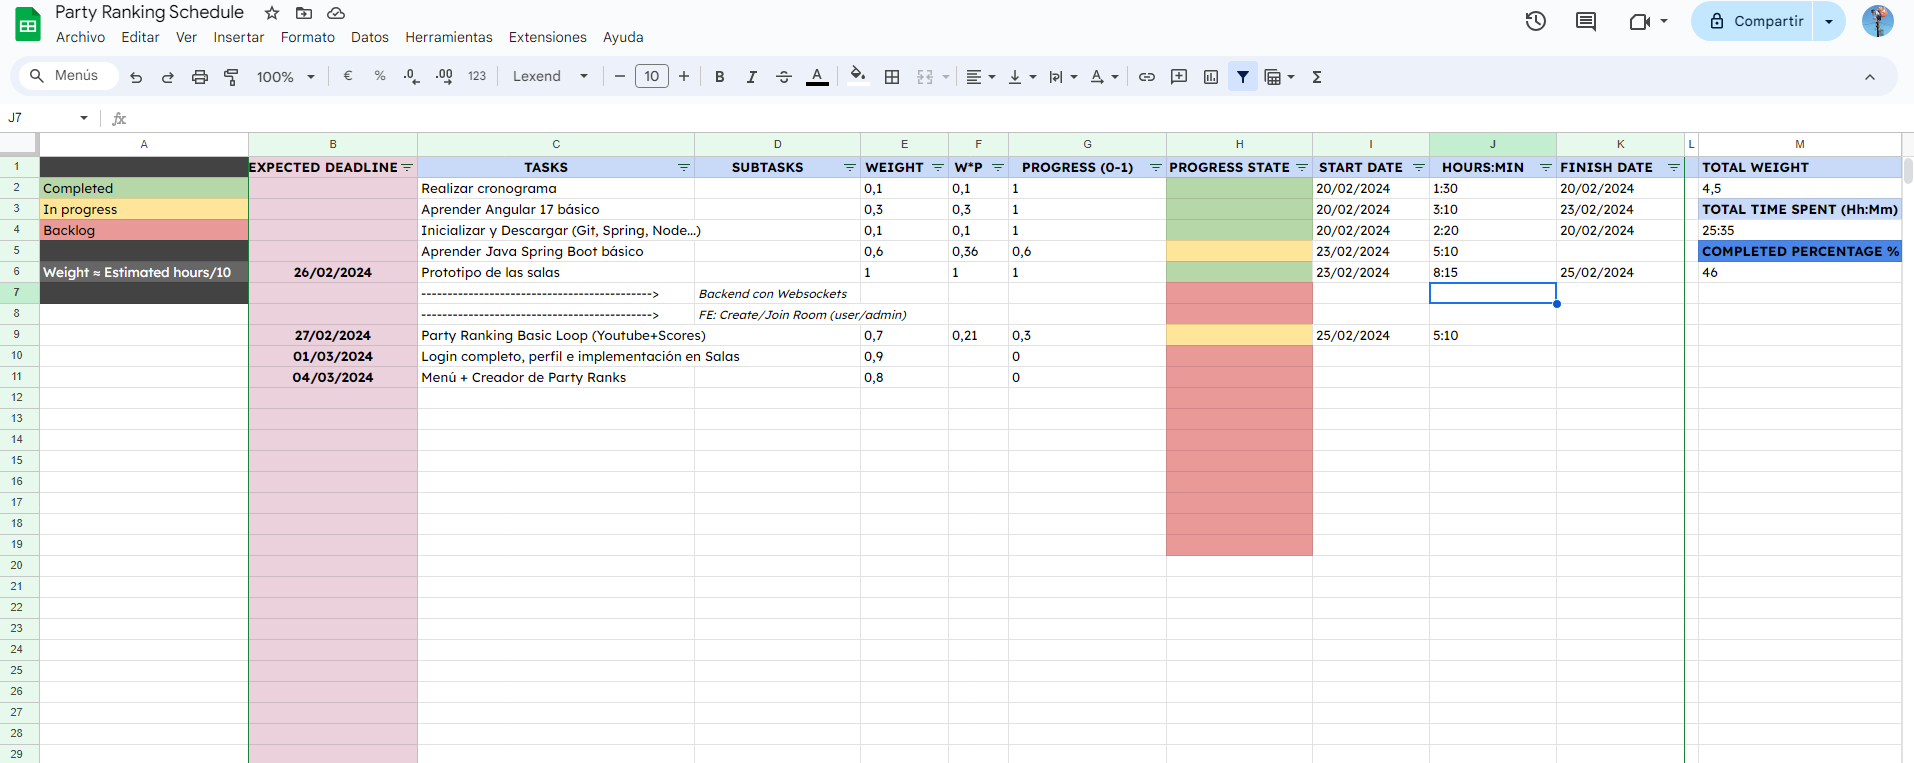 Party Ranking Schedule
Archivo Editar Ver Insertar Formato Datos Herramientas Extensiones Ayuda
Compartir
Menús 100% € % .0 .00 123 Lexend 10 B I S A A Σ
J7 fx
A B C D E F G H I J K L M
1 EXPECTED DEADLINE TASKS SUBTASKS WEIGHT W*P PROGRESS (0-1) PROGRESS STATE START DATE HOURS:MIN FINISH DATE TOTAL WEIGHT
2 Completed Realizar cronograma 0,1 0,1 1 20/02/2024 1:30 20/02/2024 4,5
3 In progress Aprender Angular 17 básico 0,3 0,3 1 20/02/2024 3:10 23/02/2024 TOTAL TIME SPENT (Hh:Mm)
4 Backlog Inicializar y Descargar (Git, Spring, Node...) 0,1 0,1 1 20/02/2024 2:20 20/02/2024 25:35
5 Aprender Java Spring Boot básico 0,6 0,36 0,6 23/02/2024 5:10 COMPLETED PERCENTAGE %
6 Weight ≈ Estimated hours/10 26/02/2024 Prototipo de las salas 1 1 1 23/02/2024 8:15 25/02/2024 46
7 --------------------------------------------> Backend con Websockets
8 --------------------------------------------> FE: Create/Join Room (user/admin)
9 27/02/2024 Party Ranking Basic Loop (Youtube+Scores) 0,7 0,21 0,3 25/02/2024 5:10
10 01/03/2024 Login completo, perfil e implementación en Salas 0,9 0
11 04/03/2024 Menú + Creador de Party Ranks 0,8 0
12
13
14
15
16
17
18
19
20
21
22
23
24
25
26
27
28
29